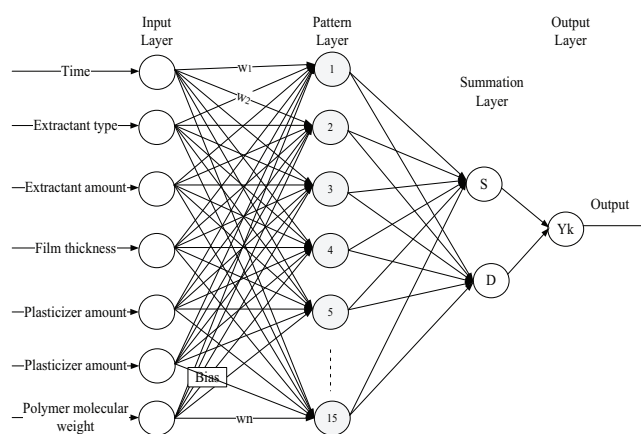 Input
Layer
Pattern
Layer
Output
Layer
Summation
Layer
Time
Extractant type
Extractant amount
Film thickness
Plasticizer amount
Plasticizer amount
Polymer molecular
weight
w1
w2
Bias
wn
1
2
3
4
5
15
S
D
Yk
Output